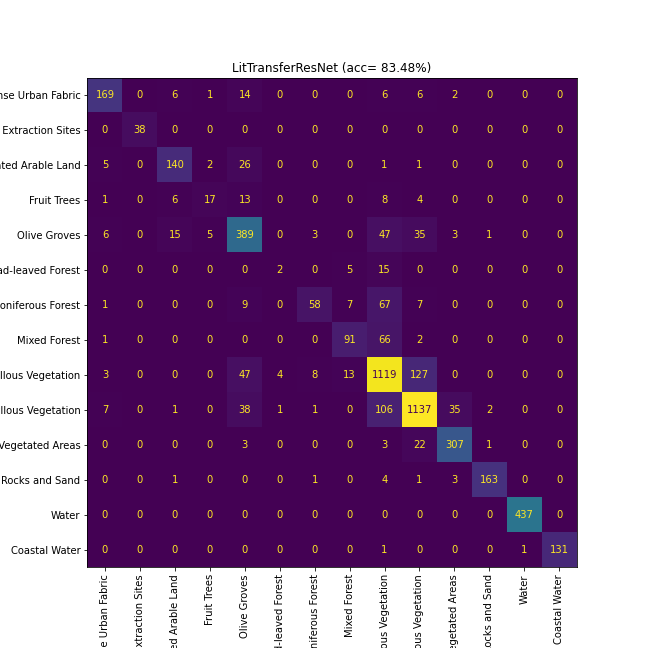 LitTransferResNet (acc= 83.48%)
nse Urban Fabric 169 0 6 1 14 0 0 0 6 6 2 0 0 0
Extraction Sites 0 38 0 0 0 0 0 0 0 0 0 0 0 0
ated Arable Land 5 0 140 2 26 0 0 0 1 1 0 0 0 0
Fruit Trees 1 0 6 17 13 0 0 0 8 4 0 0 0 0
Olive Groves 6 0 15 5 389 0 3 0 47 35 3 1 0 0
ad-leaved Forest 0 0 0 0 0 2 0 5 15 0 0 0 0 0
oniferous Forest 1 0 0 0 9 0 58 7 67 7 0 0 0 0
Mixed Forest 1 0 0 0 0 0 0 91 66 2 0 0 0 0
llous Vegetation 3 0 0 0 47 4 8 13 1119 127 0 0 0 0
llous Vegetation 7 0 1 0 38 1 1 0 106 1137 35 2 0 0
Vegetated Areas 0 0 0 0 3 0 0 0 3 22 307 1 0 0
Rocks and Sand 0 0 1 0 0 0 1 0 4 1 3 163 0 0
Water 0 0 0 0 0 0 0 0 0 0 0 0 437 0
Coastal Water 0 0 0 0 0 0 0 0 1 0 0 0 1 131
e Urban Fabric
xtraction Sites
ed Arable Land
Fruit Trees
Olive Groves
d-leaved Forest
niferous Forest
Mixed Forest
ous Vegetation
ous Vegetation
egetated Areas
ocks and Sand
Water
Coastal Water